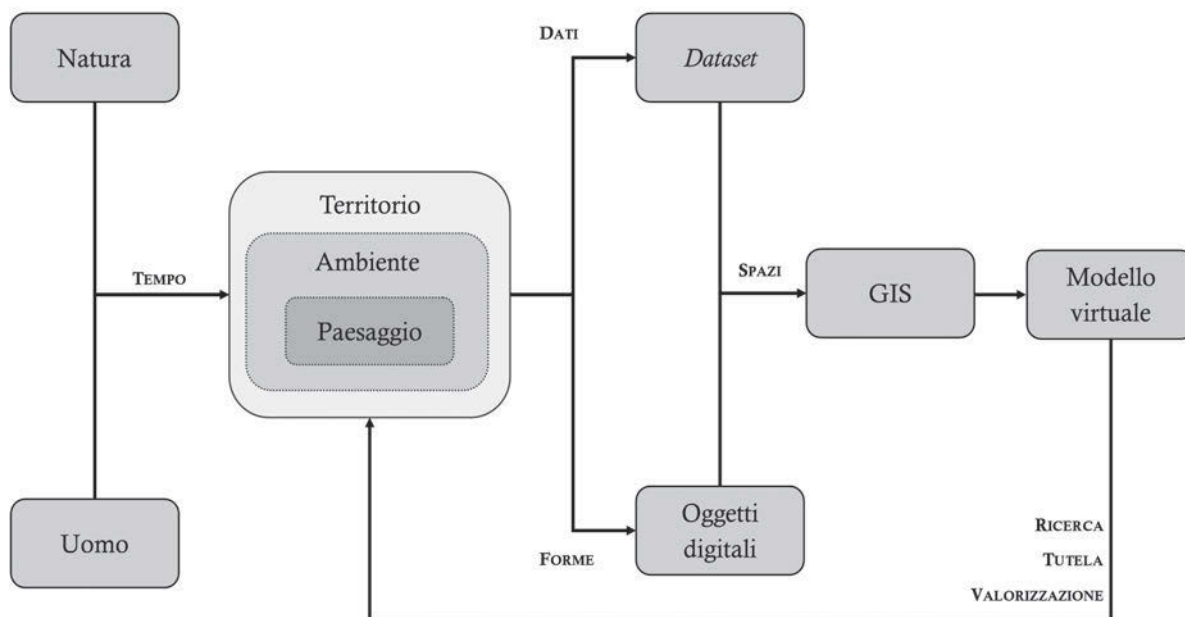 Natura
Uomo
TEMPO
Territorio
Ambiente
Paesaggio
DATI
FORME
Dataset
Oggetti
digitali
SPAZI
GIS
Modello
virtuale
RICERCA
TUTELA
VALORIZZAZIONE